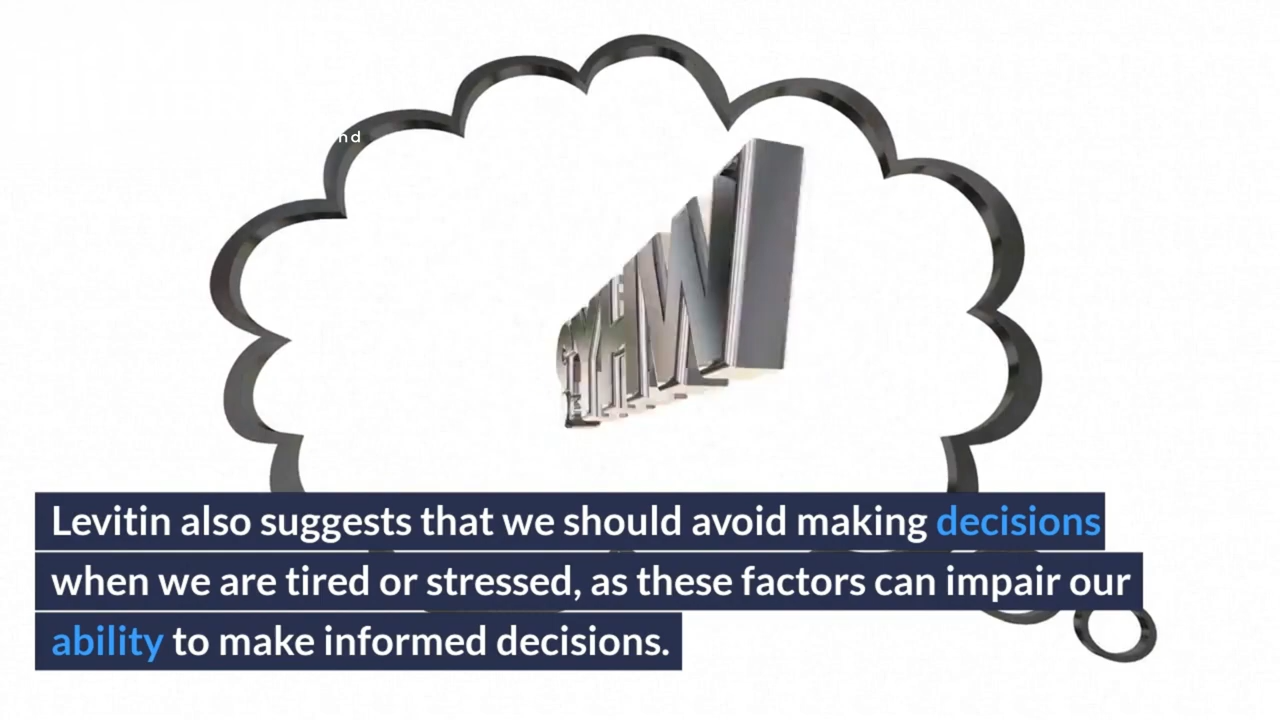 nd
Levitin also suggests that we should avoid making decisions
when we are tired or stressed, as these factors can impair our
ability to make informed decisions.